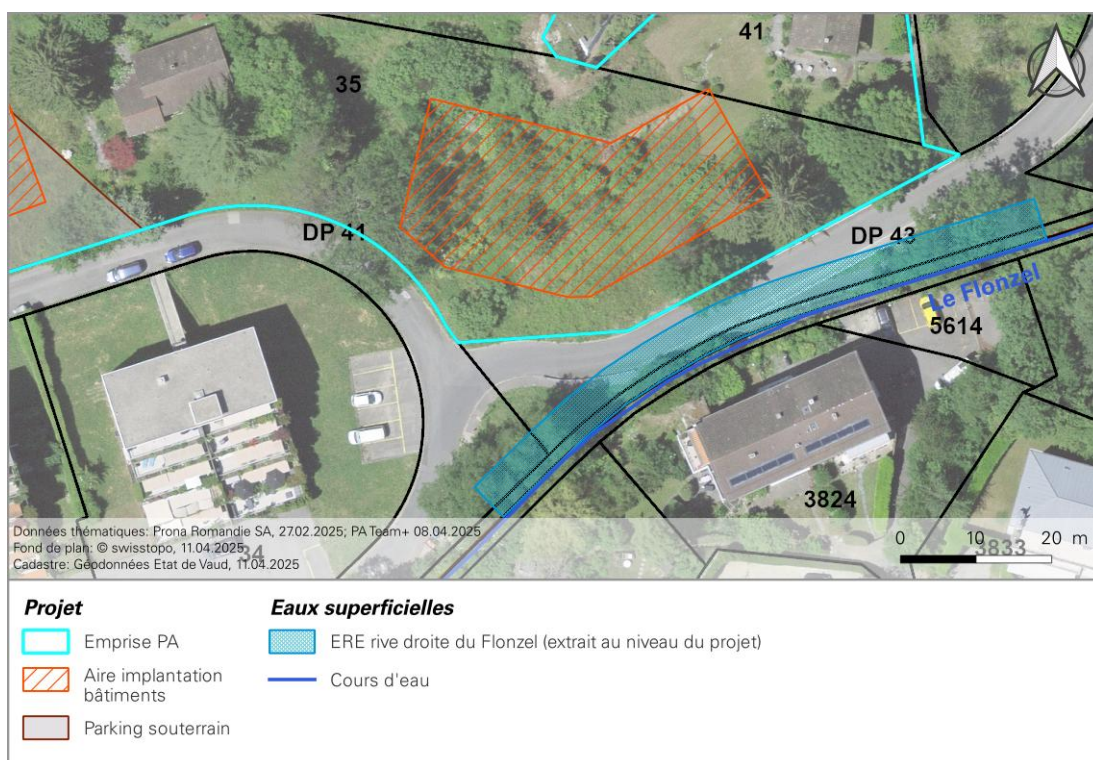 41
35
DP 41
DP 43
Le Flonzel
5614
3824
Données thématiques: Prona Romandie SA, 27.02.2025; PA Team+ 08.04.2025
Fond de plan: © swisstopo, 11.04.2025
34
Cadastre: Géodonnées Etat de Vaud, 11.04.2025
0 10 20 m
3833
Projet
Emprise PA
Aire implantation
bâtiments
Parking souterrain
Eaux superficielles
ERE rive droite du Flonzel (extrait au niveau du projet)
Cours d'eau